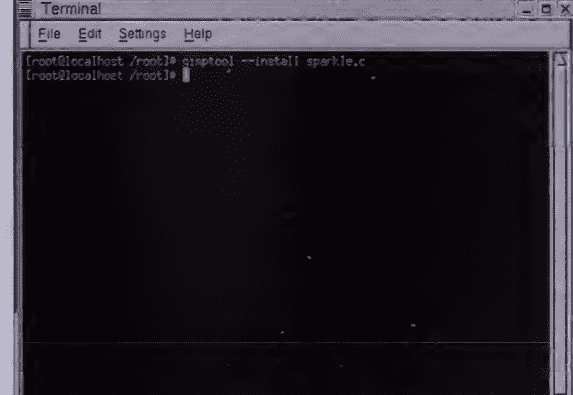 Terminal
File Edit Settings Help
[root@localhost /root]# gimptool --install sparkle.c
[root@localhost /root]#